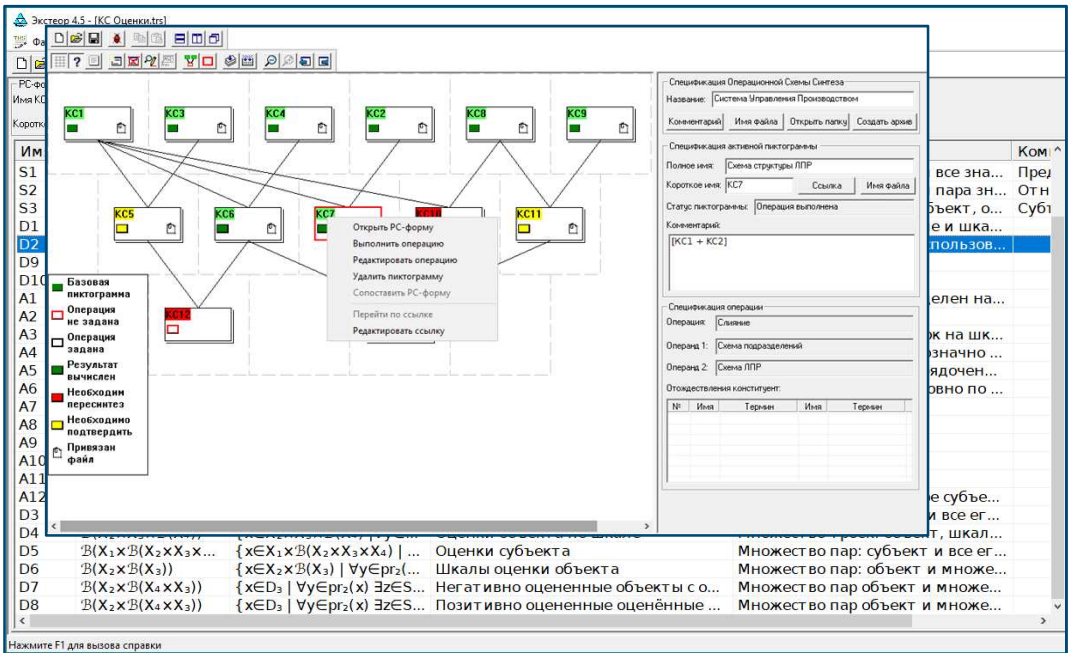 Экстеор 4.5 - [КС Оценки.trs]
Имя КС
Коротк
КС1
КС3
КС4
КС2
КС8
КС9
КС5
КС6
КС7
КС10
КС11
КС12
Открыть РС-форму
Выполнить операцию
Редактировать операцию
Удалить пиктограмму
Сопоставить РС-форму
Перейти по ссылке
Редактировать ссылку
Базовая
пиктограмма
Операция
не задана
Операция
задана
Результат
вычислен
Необходим
пересинтез
Необходимо
подтвердить
Привязан
файл
Спецификация Операционной Схемы Синтеза
Название: Система Управления Производством
Комментарий Имя файла Открыть папку Создать архив
Спецификация активной пиктограммы
Полное имя: Схема структуры ЛПР
Короткое имя: КС7 Ссылка Имя файла
Статус пиктограммы: Операция выполнена
Комментарий:
[КС1 + КС2]
Спецификация операции
Операция: Слияние
Операнд 1: Схема подразделений
Операнд 2: Схема ЛПР
Отождествления конституент:
№ Имя Термин Имя Термин
Им Ком
S1 все зна... Пред
S2 пара зн... От н
S3 бъект, о... Субъ
D1 е и шка...
D2 спользов...
D9
D10
A1 елен на...
A2
A3 ок на шк...
A4 означно ...
A5 ядочен...
A6 овно по ...
A7
A8
A9
A10
A11
A12 е субъе...
D3 и все ег...
D4
D5 ℬ(X₁×ℬ(X₂×X₃×... {x∈X₁×ℬ(X₂×X₃×X₄) | ... Оценки субъекта Множество пар: субъект и все ег...
D6 ℬ(X₂×ℬ(X₃)) {x∈X₂×ℬ(X₃) | ∀y∈pr₂(... Шкалы оценки объекта Множество пар: объект и множе...
D7 ℬ(X₂×ℬ(X₄×X₃)) {x∈D₃ | ∀y∈pr₂(x) ∃z∈S... Негативно оцененные объекты с о... Множество пар объект и множе...
D8 ℬ(X₂×ℬ(X₄×X₃)) {x∈D₃ | ∀y∈pr₂(x) ∃z∈S... Позитивно оцененные оценённые ... Множество пар объект и множе...
Нажмите F1 для вызова справки